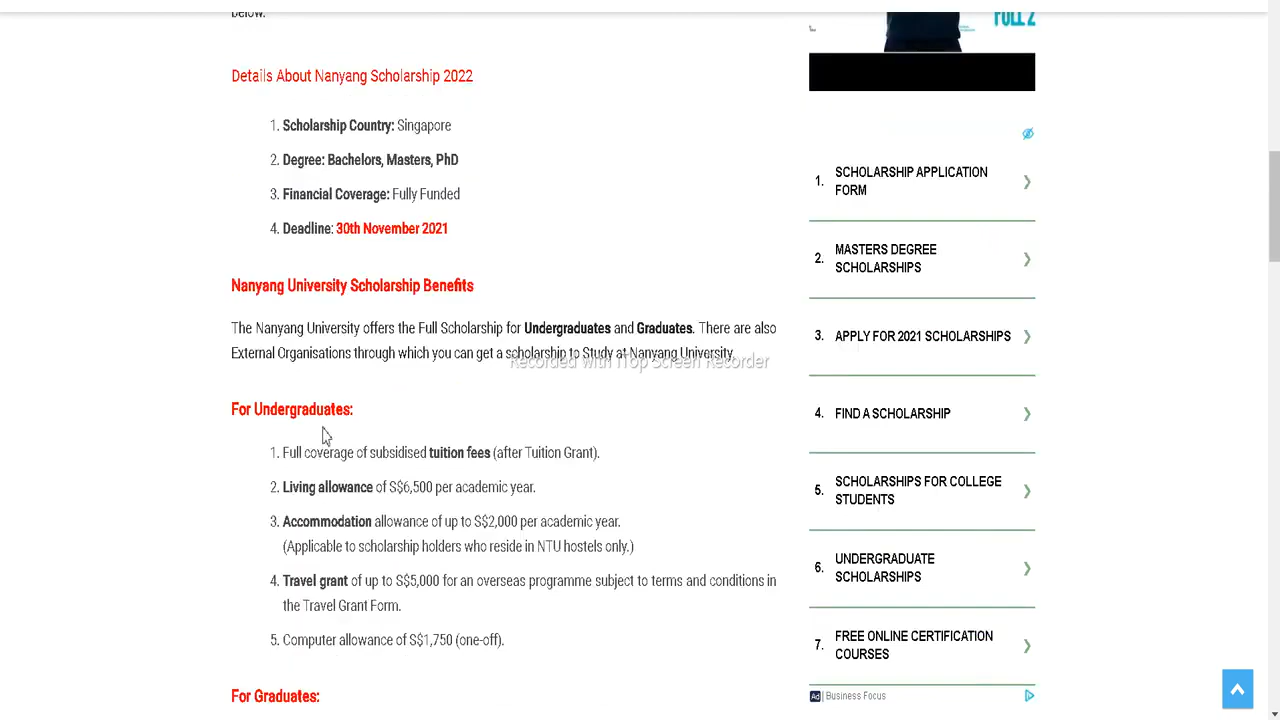 below.
Details About Nanyang Scholarship 2022
1. Scholarship Country: Singapore
2. Degree: Bachelors, Masters, PhD
3. Financial Coverage: Fully Funded
4. Deadline: 30th November 2021
Nanyang University Scholarship Benefits
The Nanyang University offers the Full Scholarship for Undergraduates and Graduates. There are also
External Organisations through which you can get a scholarship to Study at Nanyang University.
Recorded with iTop Screen Recorder
For Undergraduates:
1. Full coverage of subsidised tuition fees (after Tuition Grant).
2. Living allowance of S$6,500 per academic year.
3. Accommodation allowance of up to S$2,000 per academic year.
(Applicable to scholarship holders who reside in NTU hostels only.)
4. Travel grant of up to S$5,000 for an overseas programme subject to terms and conditions in
the Travel Grant Form.
5. Computer allowance of S$1,750 (one-off).
For Graduates:
FULL 2
1. SCHOLARSHIP APPLICATION
FORM
2. MASTERS DEGREE
SCHOLARSHIPS
3. APPLY FOR 2021 SCHOLARSHIPS
4. FIND A SCHOLARSHIP
5. SCHOLARSHIPS FOR COLLEGE
STUDENTS
6. UNDERGRADUATE
SCHOLARSHIPS
7. FREE ONLINE CERTIFICATION
COURSES
Ad | Business Focus